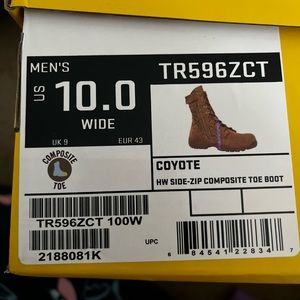 MEN'S
TR596ZCT
US
10.0
WIDE
UK 9 EUR 43
COMPOSITE
TOE
COYOTE
HW SIDE-ZIP COMPOSITE TOE BOOT
TR596ZCT 100W
2188081K
UPC
6 84541 22834 7